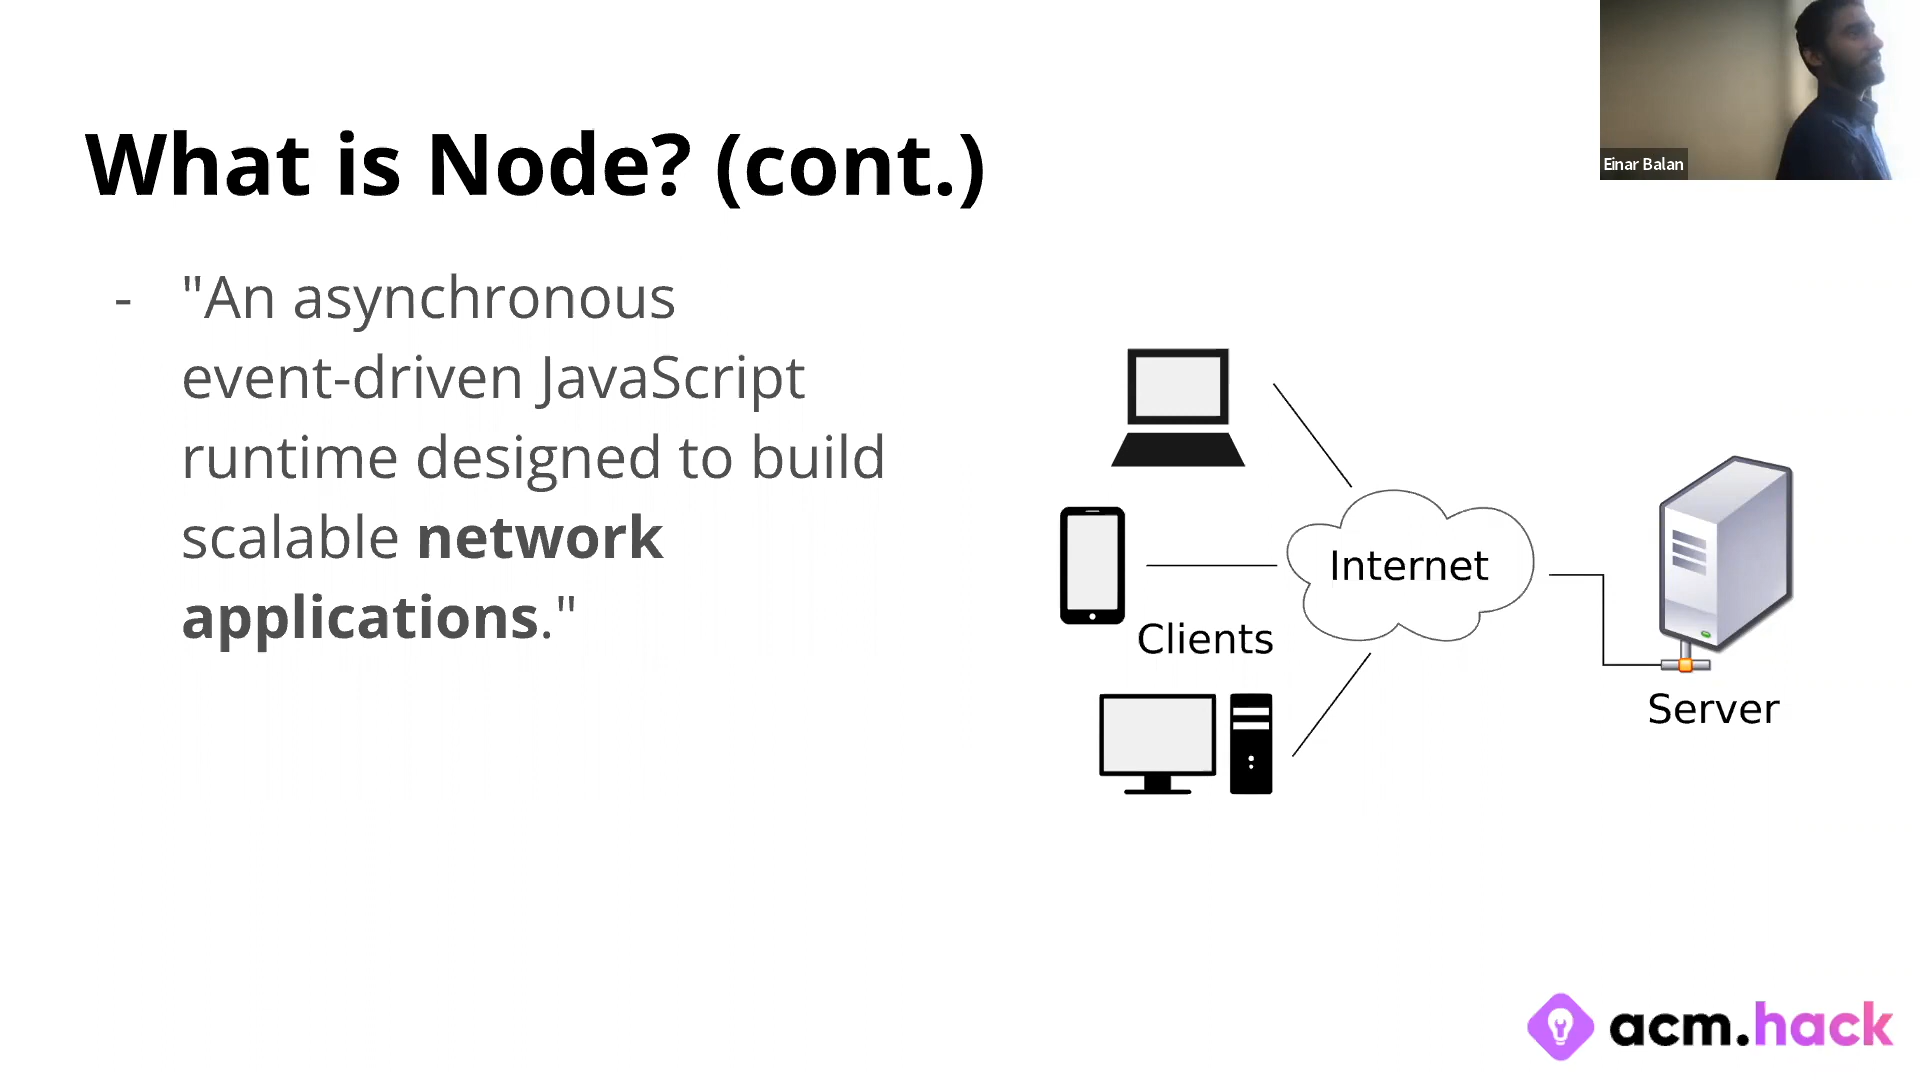 What is Node? (cont.)
Einar Balan
- "An asynchronous
event-driven JavaScript
runtime designed to build
scalable network
applications."
Internet
Clients
Server
acm.hack